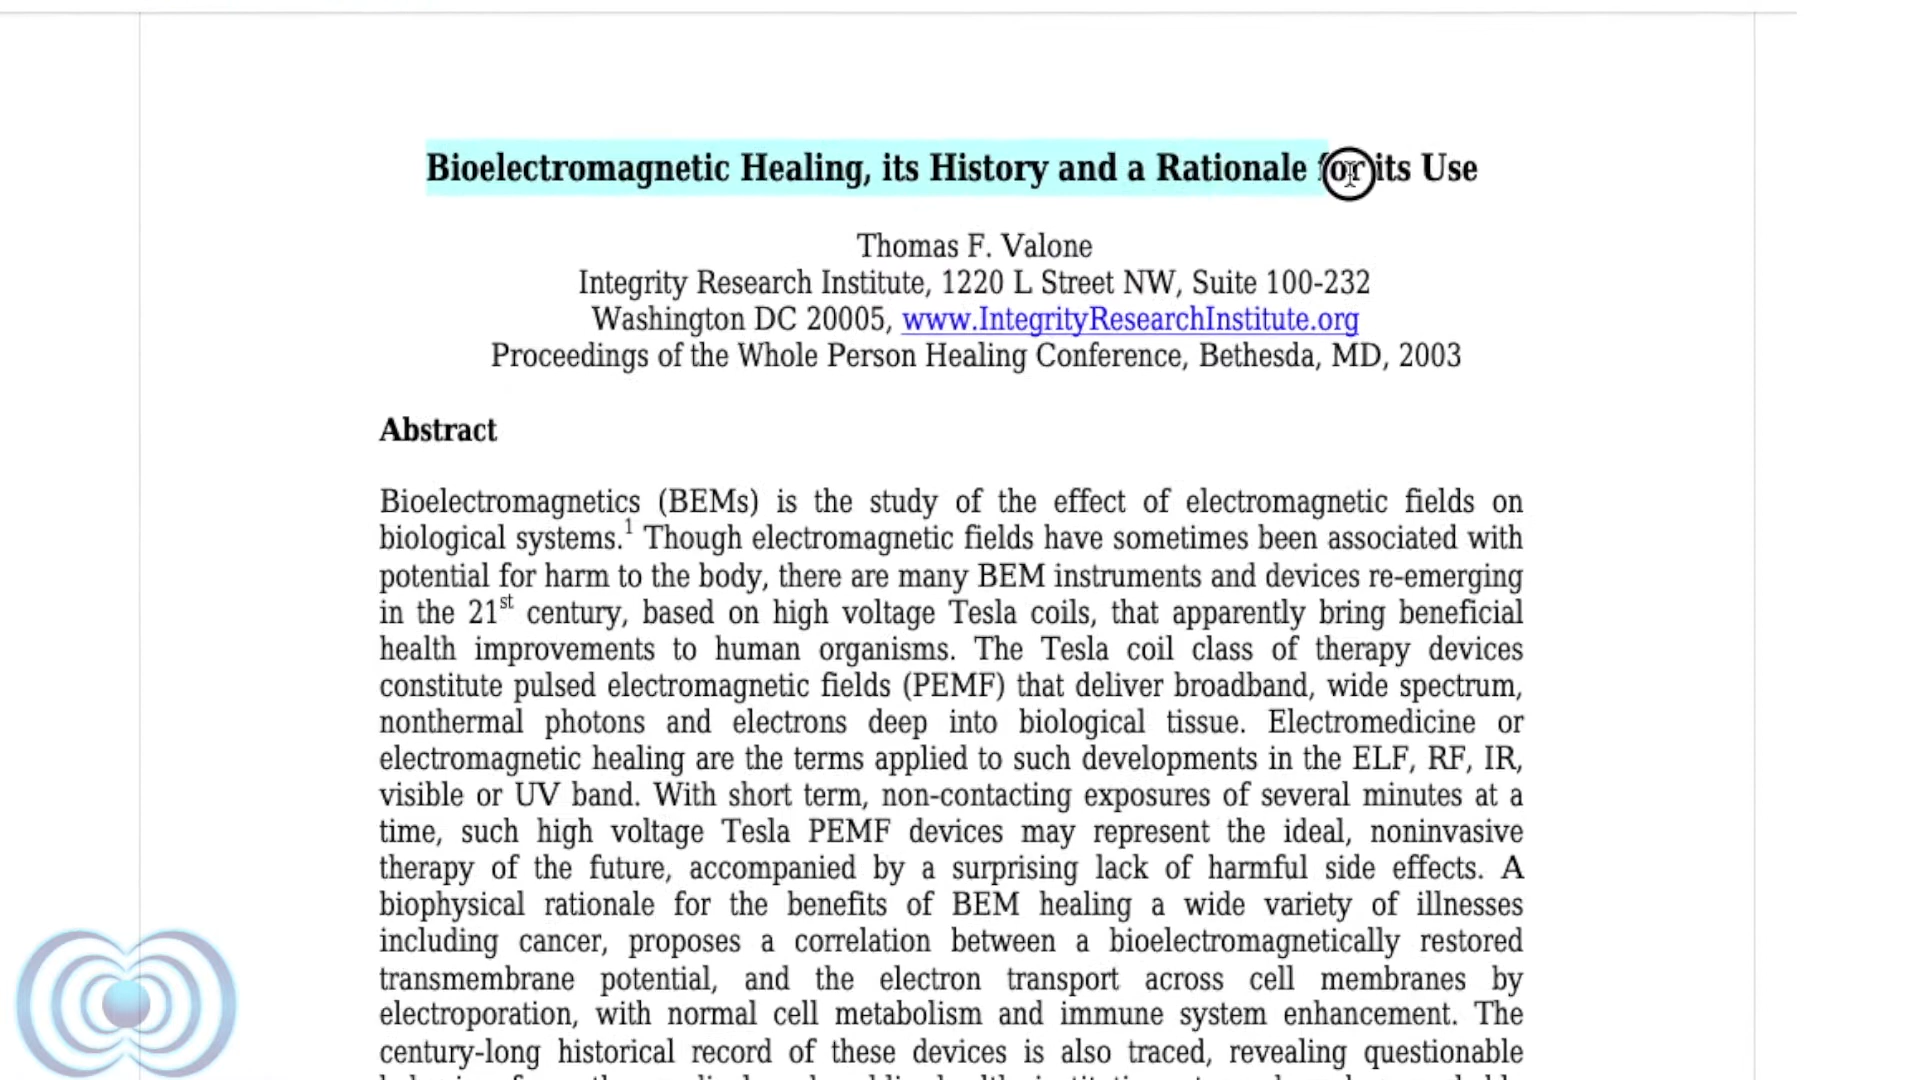 Bioelectromagnetic Healing, its History and a Rationale for its Use
Thomas F. Valone
Integrity Research Institute, 1220 L Street NW, Suite 100-232
Washington DC 20005, www.IntegrityResearchInstitute.org
Proceedings of the Whole Person Healing Conference, Bethesda, MD, 2003
Abstract
Bioelectromagnetics (BEMs) is the study of the effect of electromagnetic fields on
biological systems.¹ Though electromagnetic fields have sometimes been associated with
potential for harm to the body, there are many BEM instruments and devices re-emerging
in the 21st century, based on high voltage Tesla coils, that apparently bring beneficial
health improvements to human organisms. The Tesla coil class of therapy devices
constitute pulsed electromagnetic fields (PEMF) that deliver broadband, wide spectrum,
nonthermal photons and electrons deep into biological tissue. Electromedicine or
electromagnetic healing are the terms applied to such developments in the ELF, RF, IR,
visible or UV band. With short term, non-contacting exposures of several minutes at a
time, such high voltage Tesla PEMF devices may represent the ideal, noninvasive
therapy of the future, accompanied by a surprising lack of harmful side effects. A
biophysical rationale for the benefits of BEM healing a wide variety of illnesses
including cancer, proposes a correlation between a bioelectromagnetically restored
transmembrane potential, and the electron transport across cell membranes by
electroporation, with normal cell metabolism and immune system enhancement. The
century-long historical record of these devices is also traced, revealing questionable